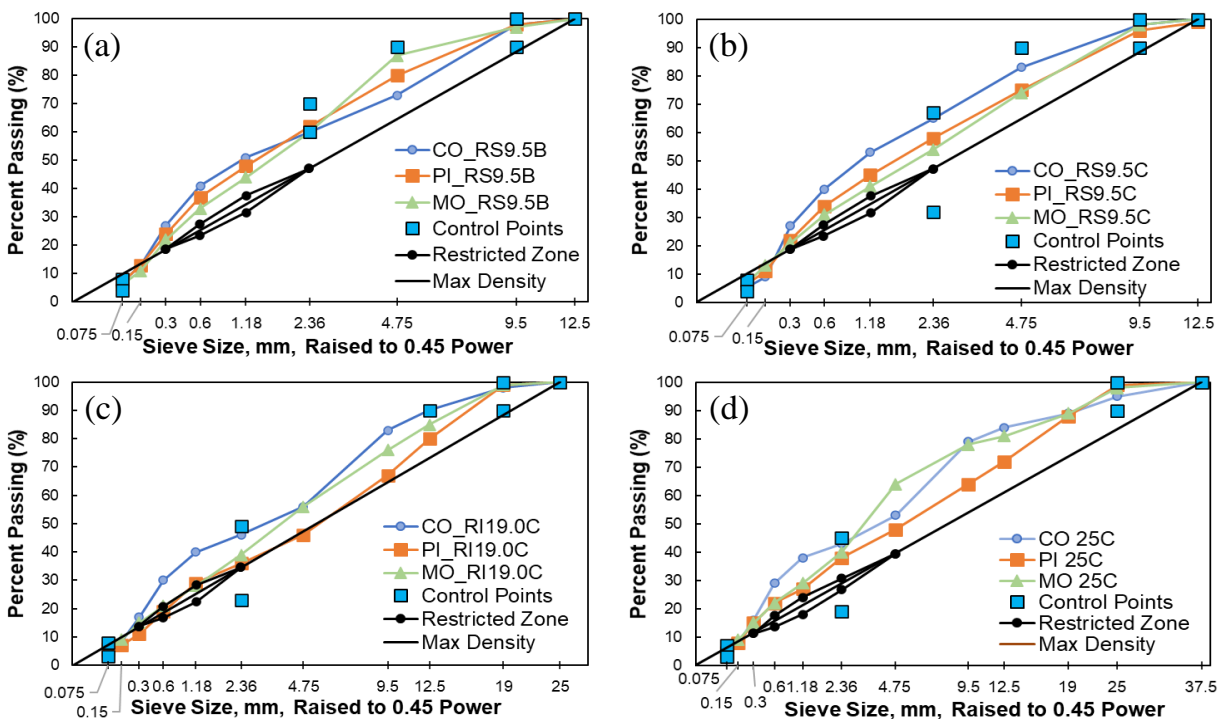 (a)
Percent Passing (%)
100
90
80
70
60
50
40
30
20
10
0
CO_RS9.5B
PI_RS9.5B
MO_RS9.5B
Control Points
Restricted Zone
Max Density
0.075
0.15
0.3
0.6
1.18
2.36
4.75
9.5
12.5
Sieve Size, mm, Raised to 0.45 Power
(b)
Percent Passing (%)
100
90
80
70
60
50
40
30
20
10
0
CO_RS9.5C
PI_RS9.5C
MO_RS9.5C
Control Points
Restricted Zone
Max Density
0.075
0.15
0.3
0.6
1.18
2.36
4.75
9.5
12.5
Sieve Size, mm, Raised to 0.45 Power
(c)
Percent Passing (%)
100
90
80
70
60
50
40
30
20
10
0
CO_RI19.0C
PI_RI19.0C
MO_RI19.0C
Control Points
Restricted Zone
Max Density
0.075
0.15
0.3
0.6
1.18
2.36
4.75
9.5
12.5
19
25
Sieve Size, mm, Raised to 0.45 Power
(d)
Percent Passing (%)
100
90
80
70
60
50
40
30
20
10
0
CO 25C
PI 25C
MO 25C
Control Points
Restricted Zone
Max Density
0.075
0.15
0.3
0.6
1.18
2.36
4.75
9.5
12.5
19
25
37.5
Sieve Size, mm, Raised to 0.45 Power